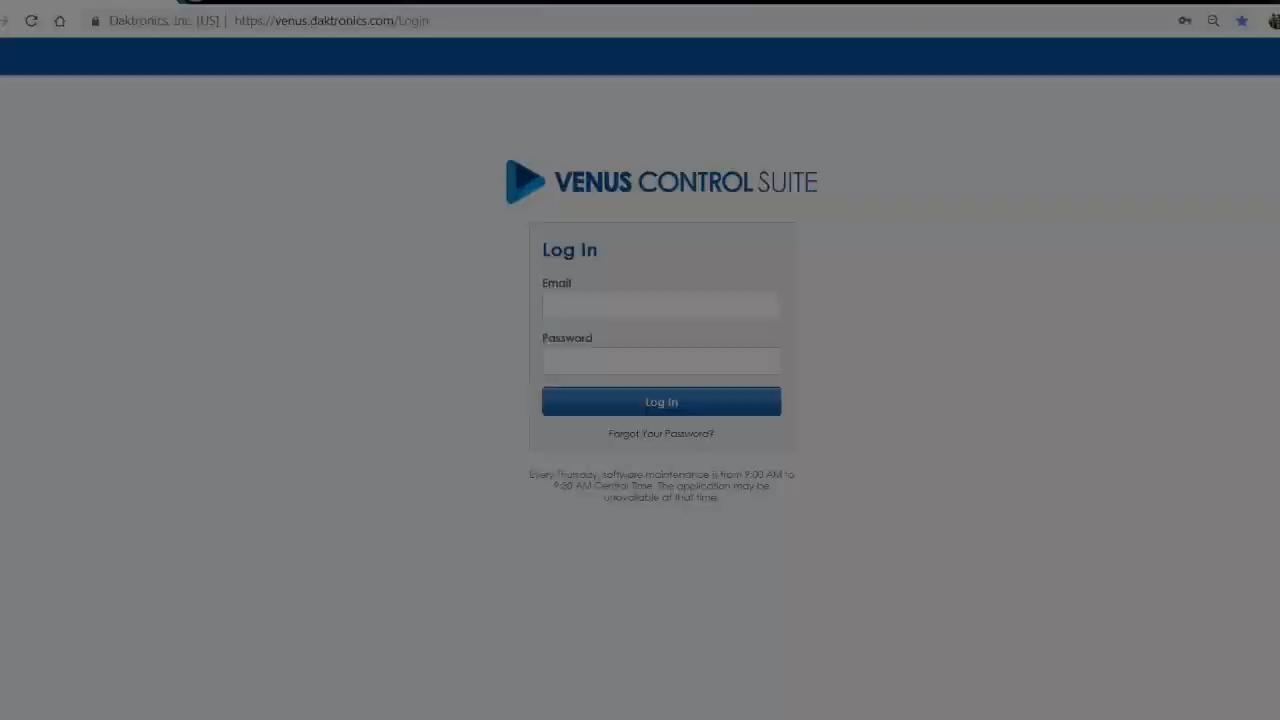 Daktronics, Inc. [US] | https://venus.daktronics.com/Login
VENUS CONTROL SUITE
Log In
Email
Password
Log In
Forgot Your Password?
Every Thursday, software maintenance is from 9:00 AM to
9:30 AM Central Time. The application may be
unavailable at that time.